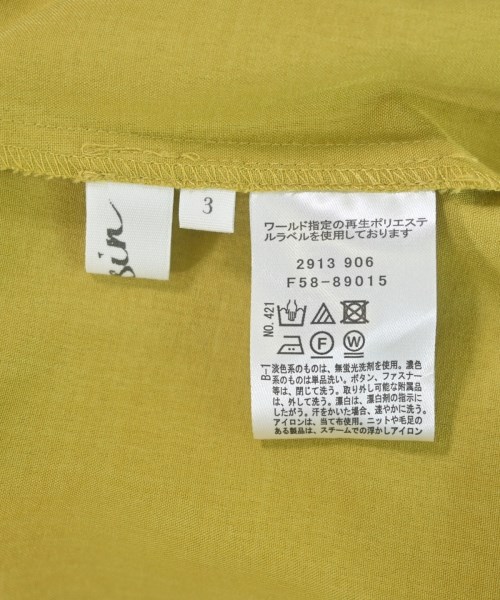 sin
3
ワールド指定の再生ポリエステ
ルラベルを使用しております
2913 906
F58-89015
NO. 421
F
W
B-1
淡色系のものは、無蛍光洗剤を使用。濃色
系のものは単品洗い。ボタン、ファスナー
等は、閉じて洗う。取り外し可能な附属品
は、外して洗う。漂白は、漂白剤の指示に
したがう。汗をかいた場合、速やかに洗う。
アイロンは、当て布使用。ニットや毛足の
ある製品は、スチームでの浮かしアイロン